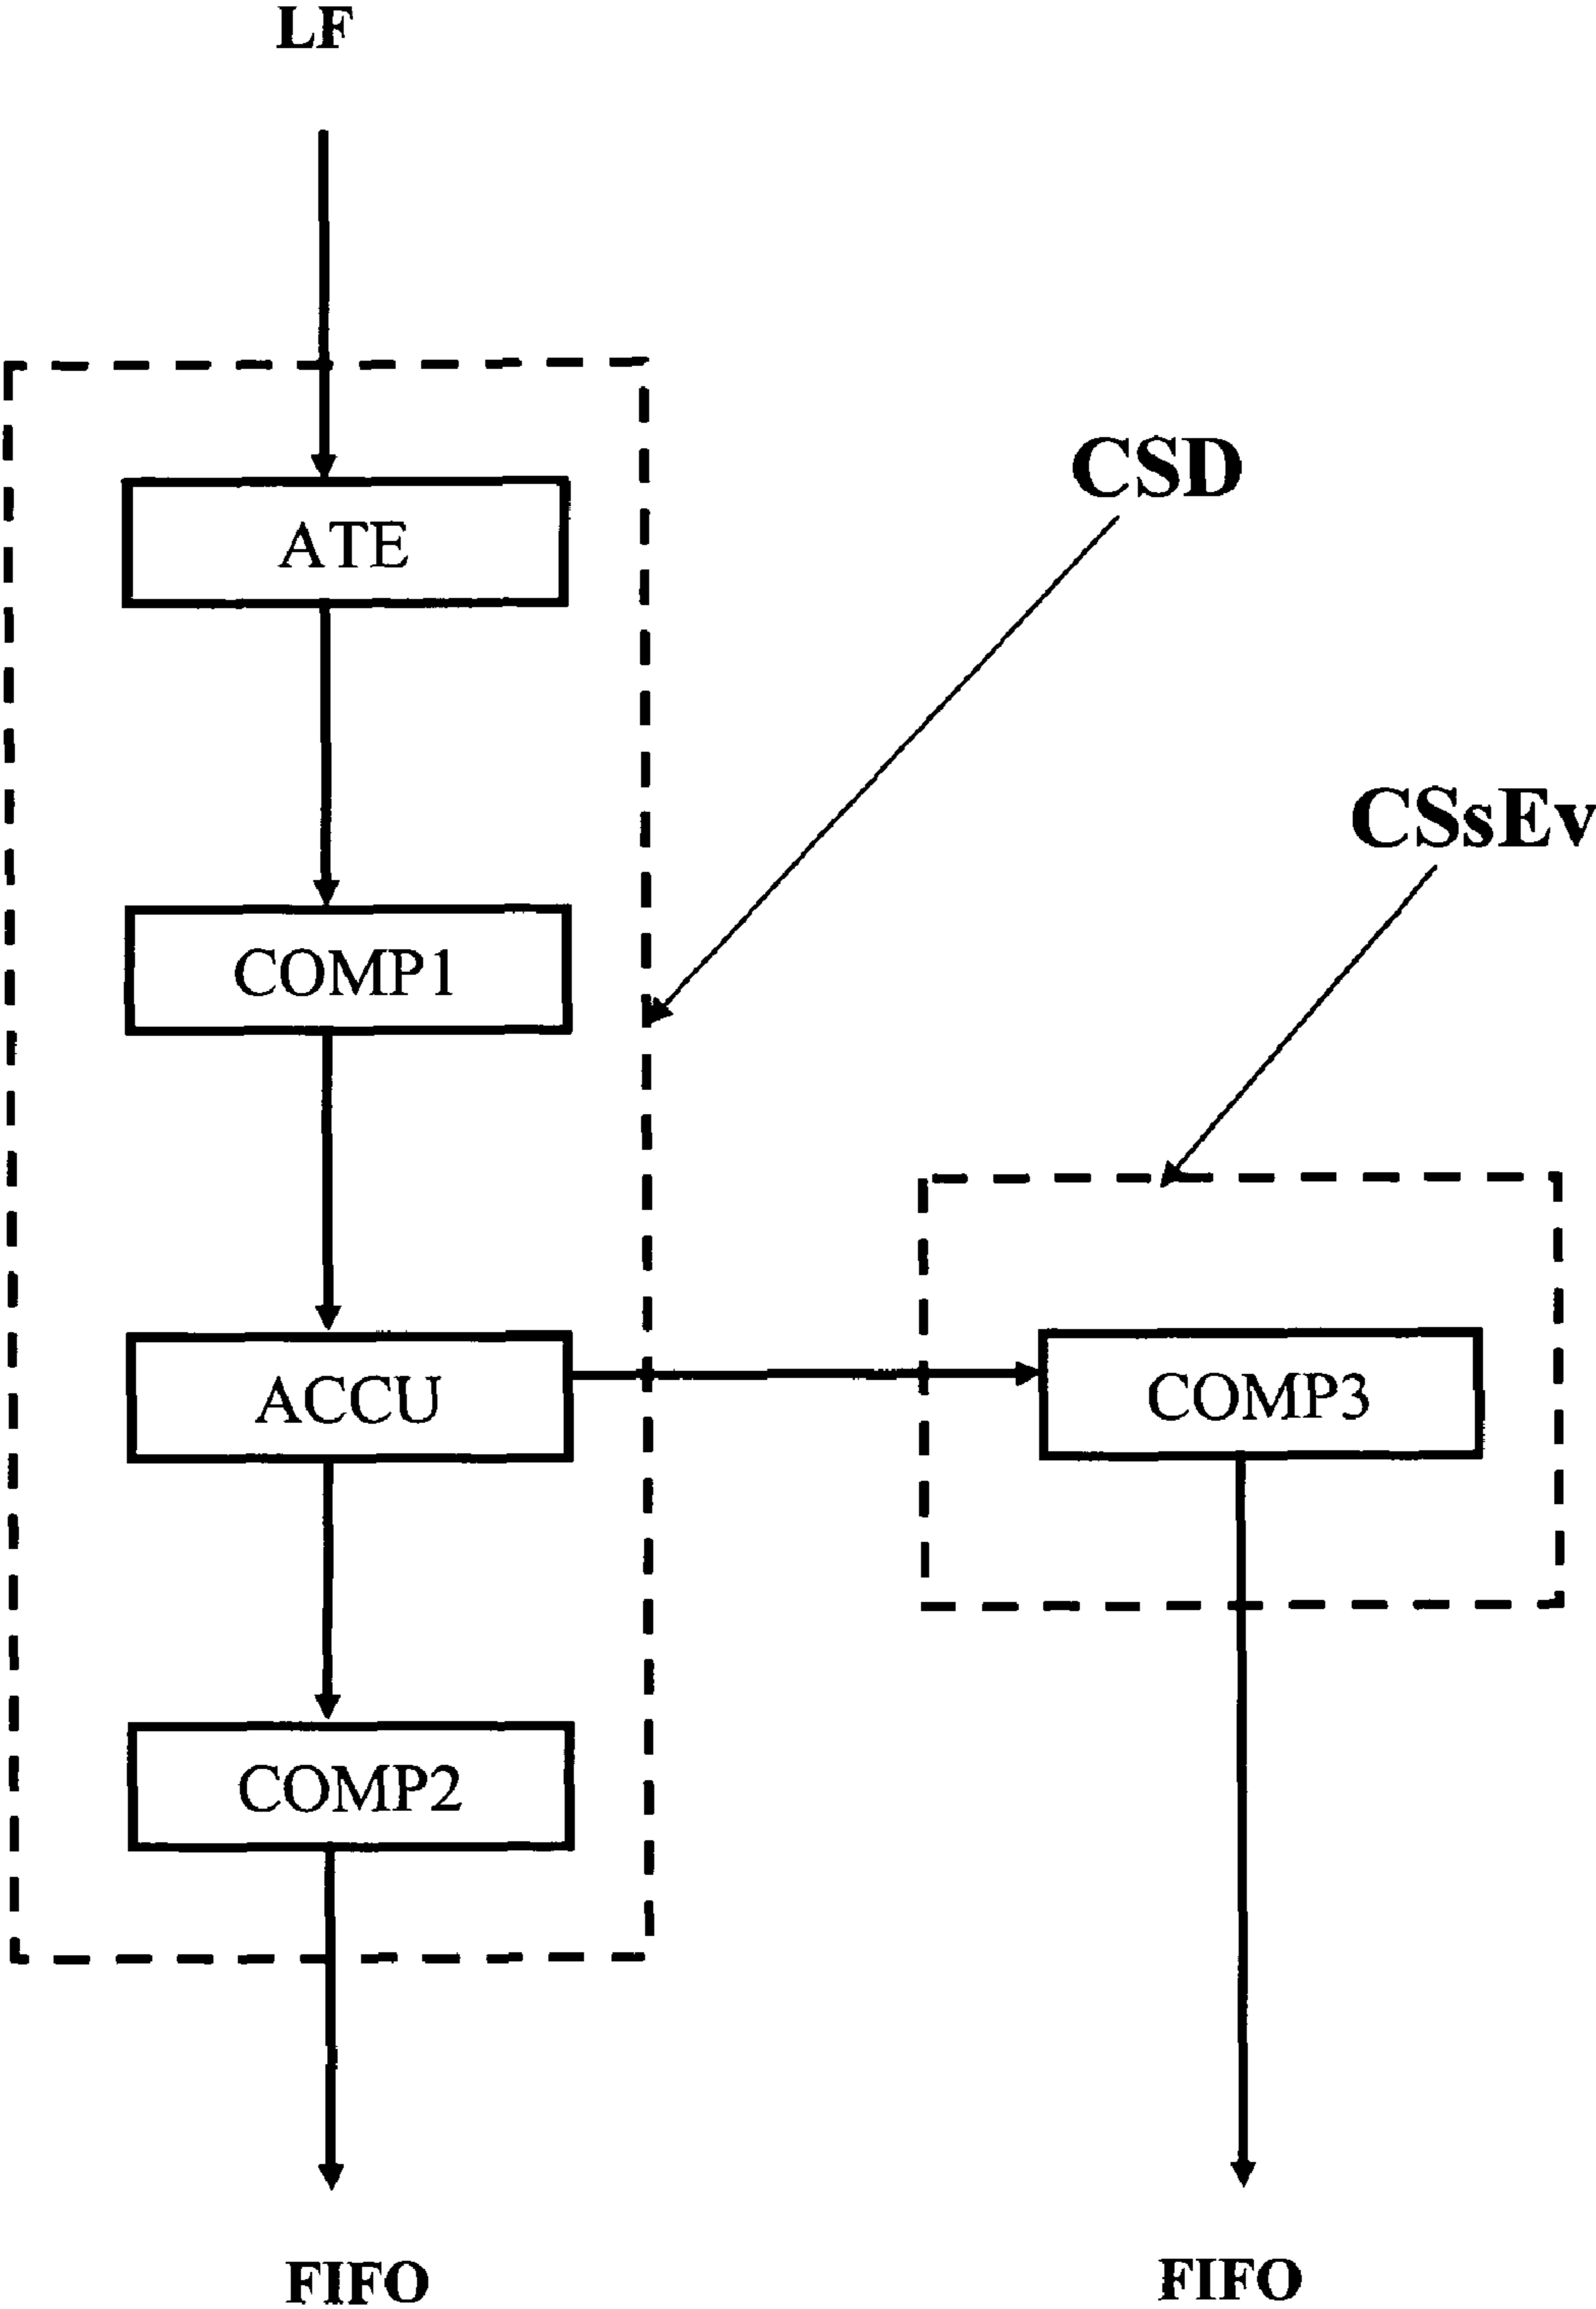 LF
CSD
ATE
CSsEv
COMP1
ACCU
COMP3
COMP2
FIFO
FIFO